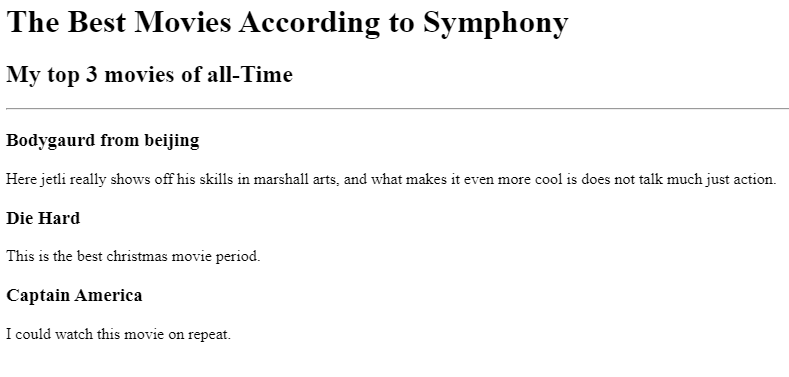 The Best Movies According to Symphony
My top 3 movies of all-Time
Bodygaurd from beijing
Here jetli really shows off his skills in marshall arts, and what makes it even more cool is does not talk much just action.
Die Hard
This is the best christmas movie period.
Captain America
I could watch this movie on repeat.